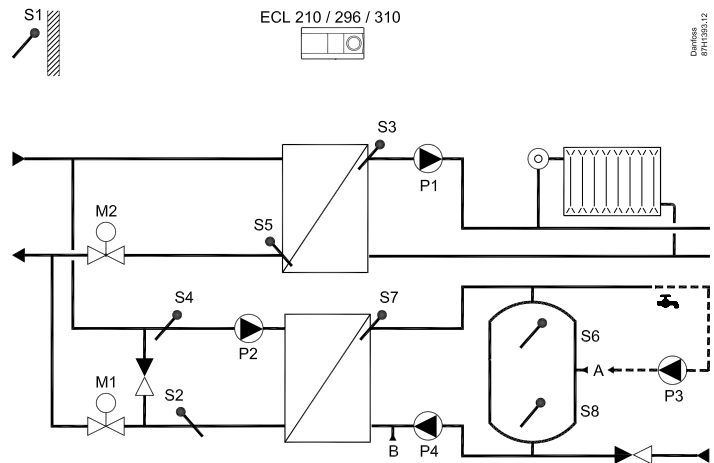 S1
ECL 210 / 296 / 310
Danfoss
87H1393.12
S3
P1
M2
S5
S4
S7
P2
S6
A
P3
M1
S2
S8
B
P4